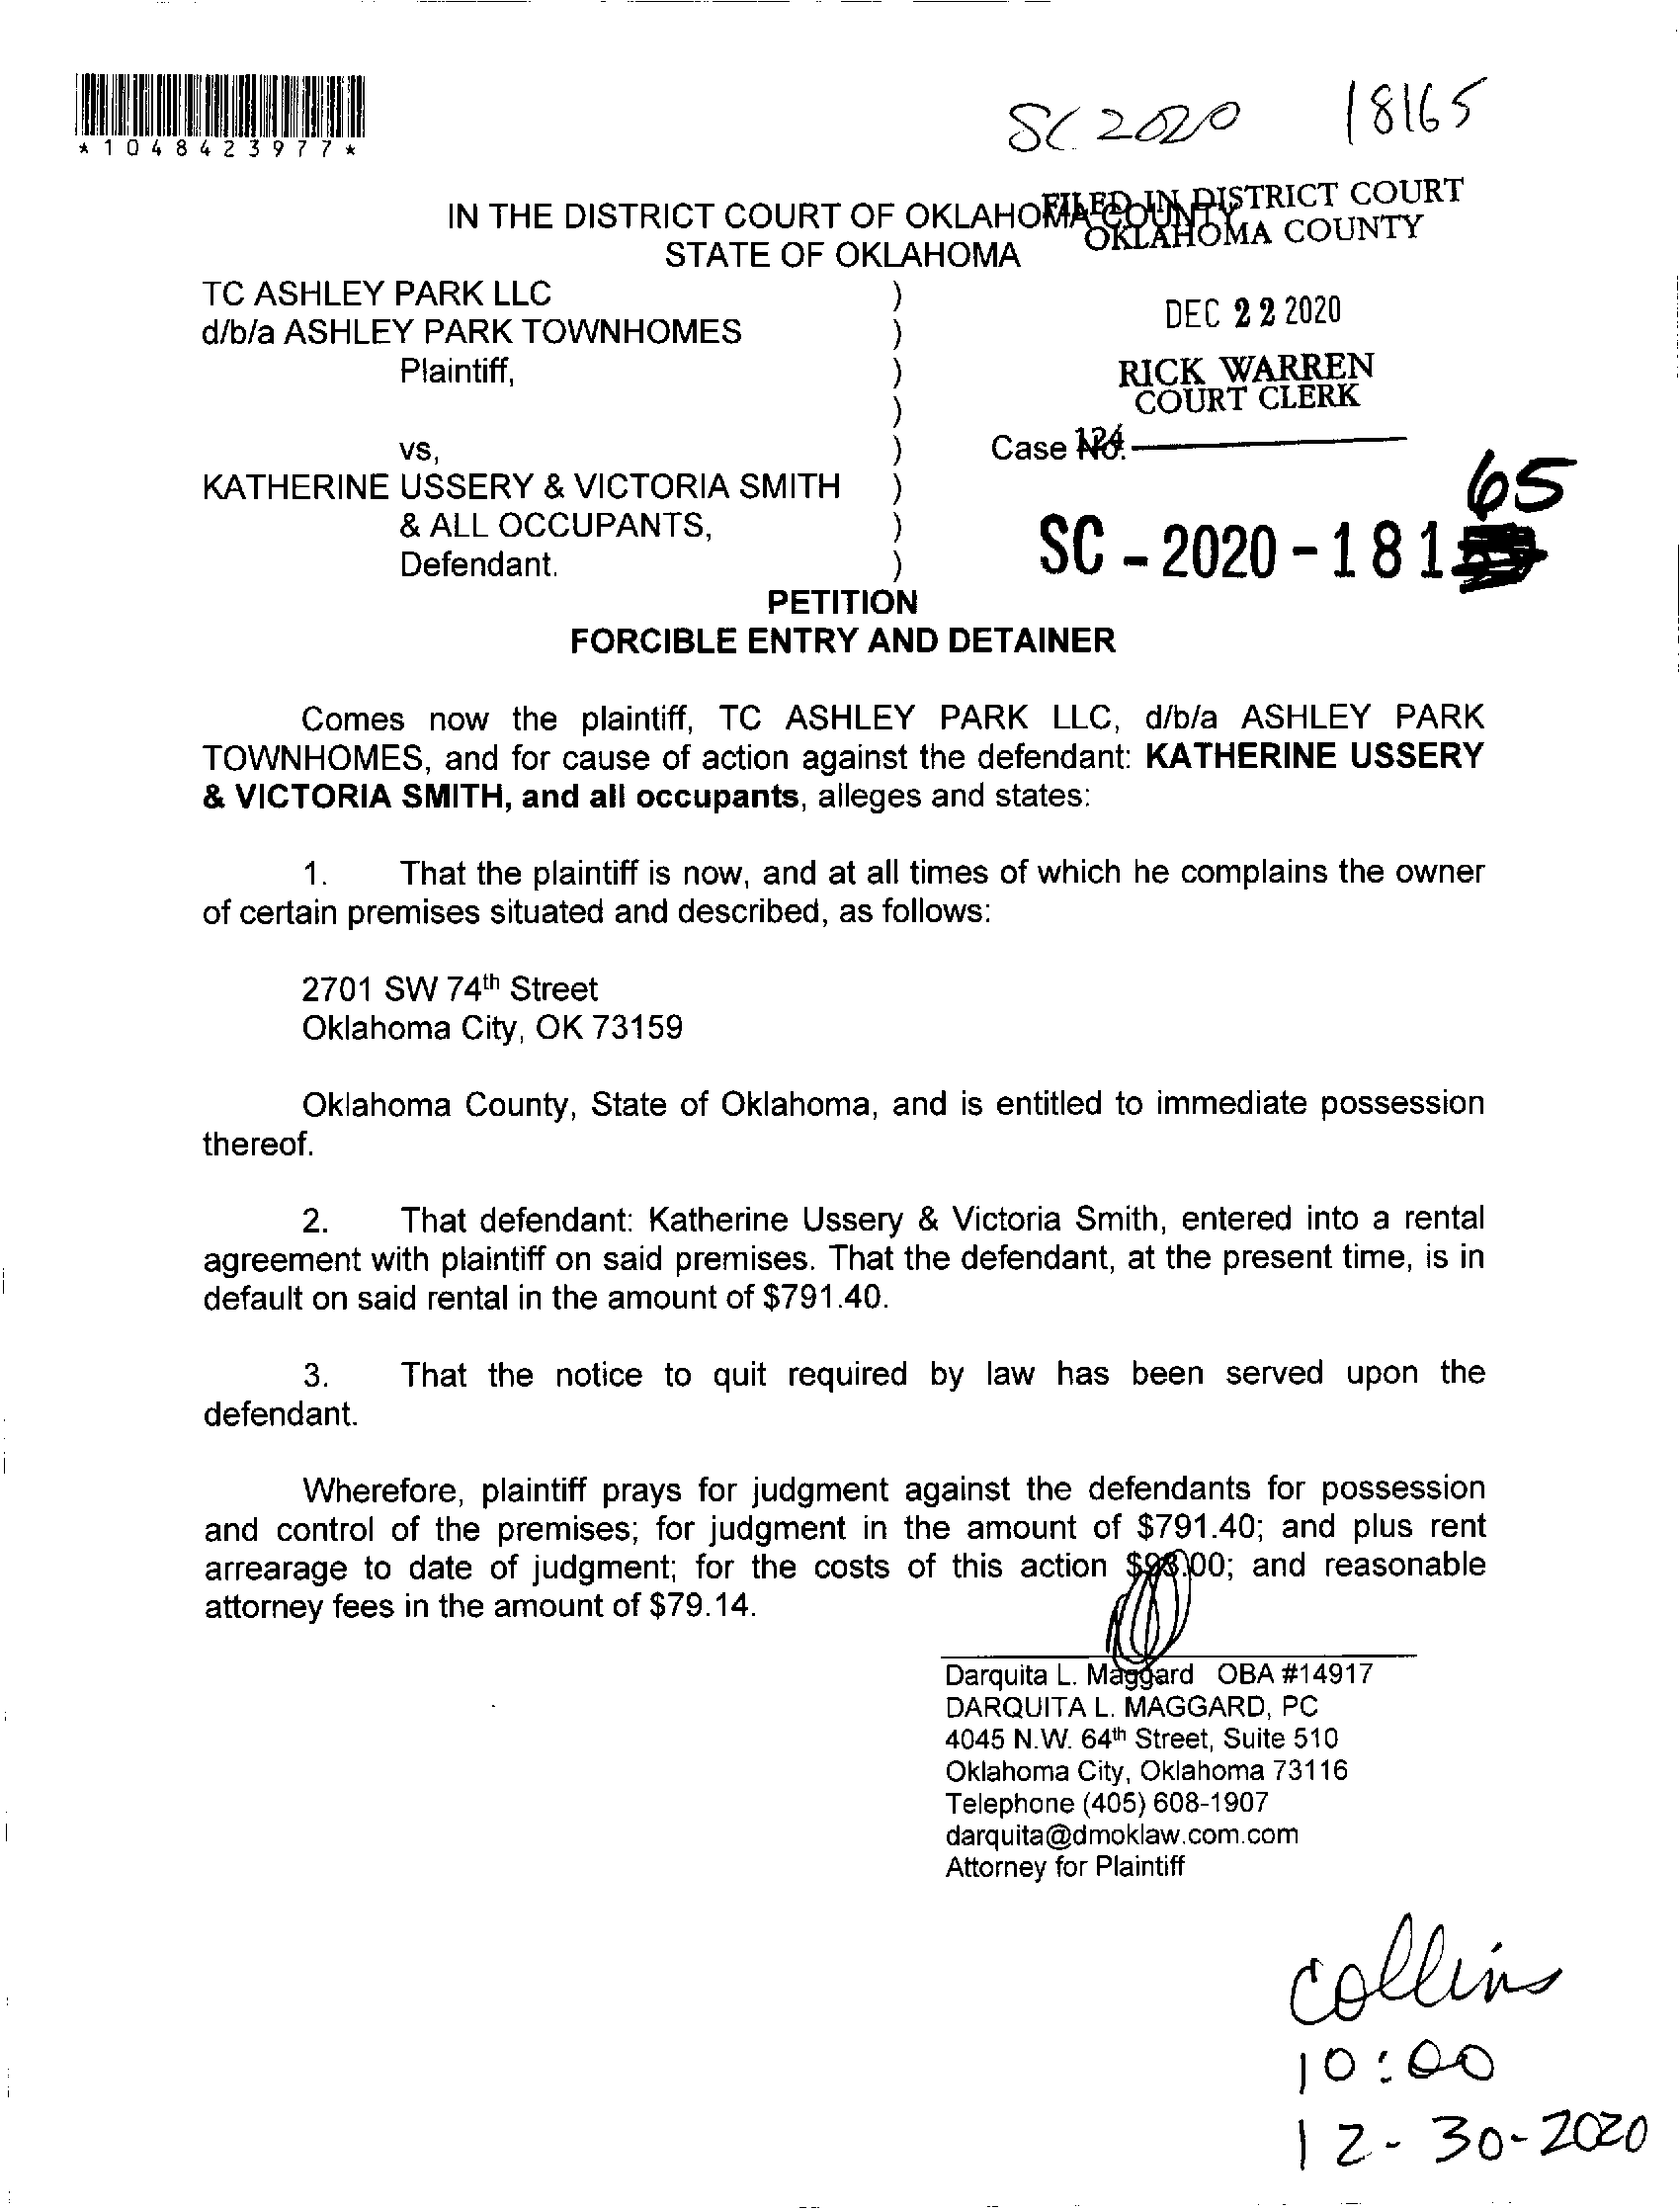 *1048423977*
SC 2020 18165
IN THE DISTRICT COURT OF OKLAHOMA COUNTY
STATE OF OKLAHOMA
FILED IN DISTRICT COURT
OKLAHOMA COUNTY
DEC 22 2020
RICK WARREN
COURT CLERK
124
TC ASHLEY PARK LLC )
d/b/a ASHLEY PARK TOWNHOMES )
Plaintiff, )
)
vs, ) Case No.
KATHERINE USSERY & VICTORIA SMITH )
& ALL OCCUPANTS, )
Defendant. )
SC - 2020 - 181 65
PETITION
FORCIBLE ENTRY AND DETAINER
Comes now the plaintiff, TC ASHLEY PARK LLC, d/b/a ASHLEY PARK
TOWNHOMES, and for cause of action against the defendant: KATHERINE USSERY
& VICTORIA SMITH, and all occupants, alleges and states:
1. That the plaintiff is now, and at all times of which he complains the owner
of certain premises situated and described, as follows:
2701 SW 74th Street
Oklahoma City, OK 73159
Oklahoma County, State of Oklahoma, and is entitled to immediate possession
thereof.
2. That defendant: Katherine Ussery & Victoria Smith, entered into a rental
agreement with plaintiff on said premises. That the defendant, at the present time, is in
default on said rental in the amount of $791.40.
3. That the notice to quit required by law has been served upon the
defendant.
Wherefore, plaintiff prays for judgment against the defendants for possession
and control of the premises; for judgment in the amount of $791.40; and plus rent
arrearage to date of judgment; for the costs of this action and reasonable
attorney fees in the amount of $79.14.
Darquita L. Maggard OBA #14917
DARQUITA L. MAGGARD, PC
4045 N.W. 64th Street, Suite 510
Oklahoma City, Oklahoma 73116
Telephone (405) 608-1907
darquita@dmoklaw.com.com
Attorney for Plaintiff
Collins
10:00
12-30-2020